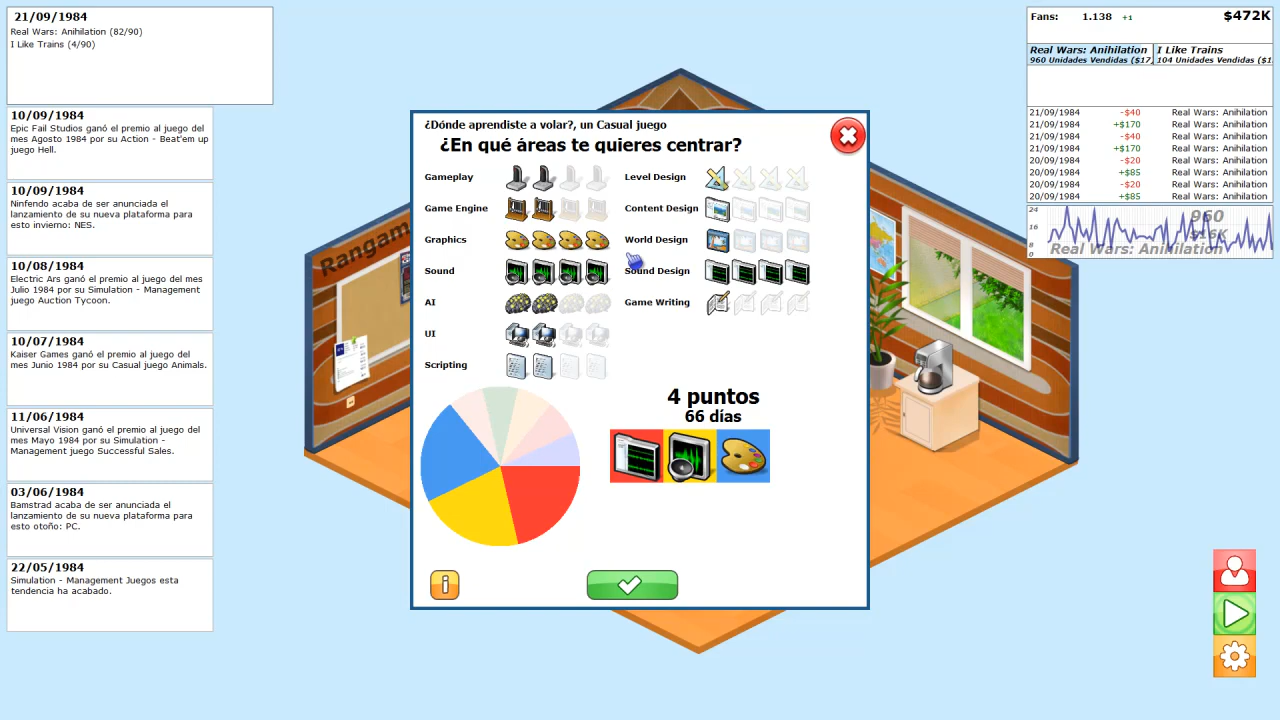 21/09/1984
Real Wars: Anihilation (82/90)
I Like Trains (4/90)
10/09/1984
Epic Fail Studios ganó el premio al juego del
mes Agosto 1984 por su Action - Beat'em up
juego Hell.
10/09/1984
Ninfendo acaba de ser anunciada el
lanzamiento de su nueva plataforma para
esto invierno: NES.
10/08/1984
Electric Ars ganó el premio al juego del mes
Julio 1984 por su Simulation - Management
juego Auction Tycoon.
10/07/1984
Kaiser Games ganó el premio al juego del
mes Junio 1984 por su Casual juego Animals.
11/06/1984
Universal Vision ganó el premio al juego del
mes Mayo 1984 por su Simulation -
Management juego Successful Sales.
03/06/1984
Bamstrad acaba de ser anunciada el
lanzamiento de su nueva plataforma para
esto otoño: PC.
22/05/1984
Simulation - Management Juegos esta
tendencia ha acabado.
Rangam
¿Dónde aprendiste a volar?, un Casual juego
¿En qué áreas te quieres centrar?
Gameplay
Game Engine
Graphics
Sound
AI
UI
Scripting
Level Design
Content Design
World Design
Sound Design
Game Writing
4 puntos
66 días
Fans: 1.138 +1 $472K
Real Wars: Anihilation I Like Trains
960 Unidades Vendidas ($17, 104 Unidades Vendidas ($1
21/09/1984 -$40 Real Wars: Anihilation
21/09/1984 +$170 Real Wars: Anihilation
21/09/1984 -$40 Real Wars: Anihilation
21/09/1984 +$170 Real Wars: Anihilation
20/09/1984 -$20 Real Wars: Anihilation
20/09/1984 +$85 Real Wars: Anihilation
20/09/1984 -$20 Real Wars: Anihilation
20/09/1984 +$85 Real Wars: Anihilation
24
16
8
0
960
Real Wars: Anihilation